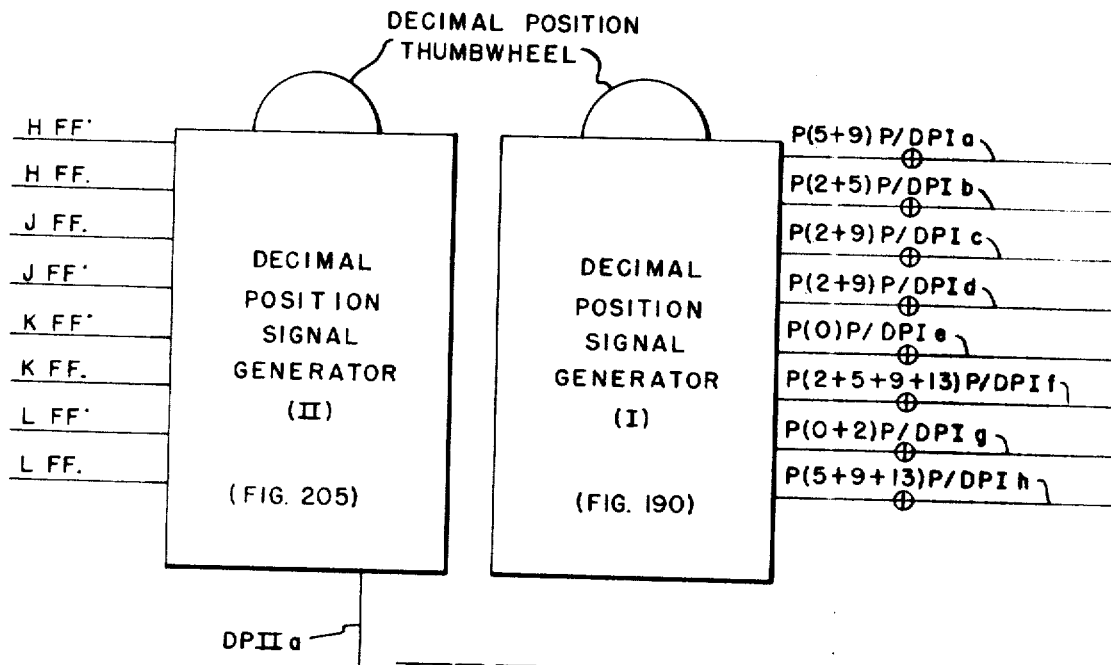 DECIMAL POSITION
THUMBWHEEL
H FF'
H FF.
J FF.
J FF'
K FF'
K FF.
L FF'
L FF.
DECIMAL
POSITION
SIGNAL
GENERATOR
(II)
(FIG. 205)
DPII a
DECIMAL
POSITION
SIGNAL
GENERATOR
(I)
(FIG. 190)
P(5+9) P/DPI a
P(2+5) P/DPI b
P(2+9) P/DPI c
P(2+9) P/DPI d
P(0) P/ DPI e
P(2+5+9+13) P/DPI f
P(0+2) P/DPI g
P(5+9+13) P/DPI h